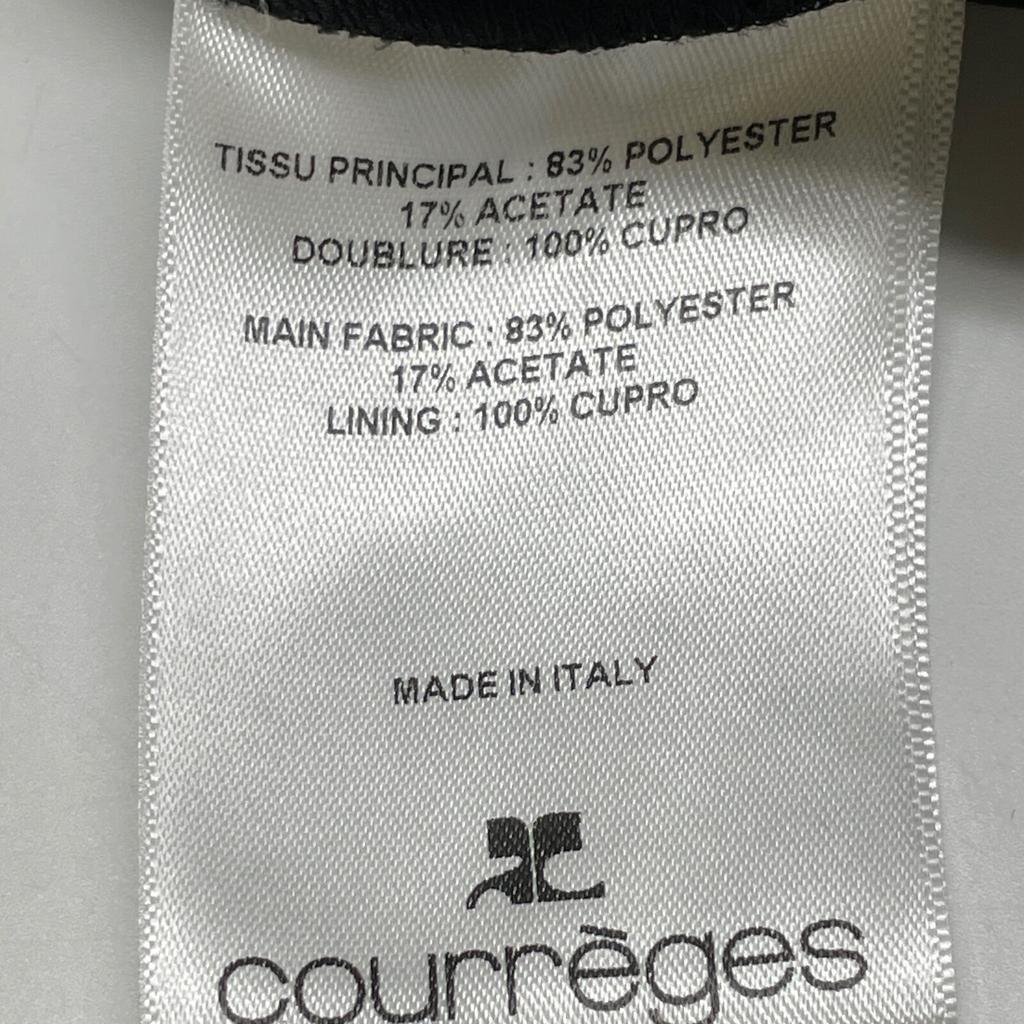 TISSU PRINCIPAL : 83% POLYESTER
17% ACETATE
DOUBLURE : 100% CUPRO
MAIN FABRIC : 83% POLYESTER
17% ACETATE
LINING : 100% CUPRO
MADE IN ITALY
courrèges